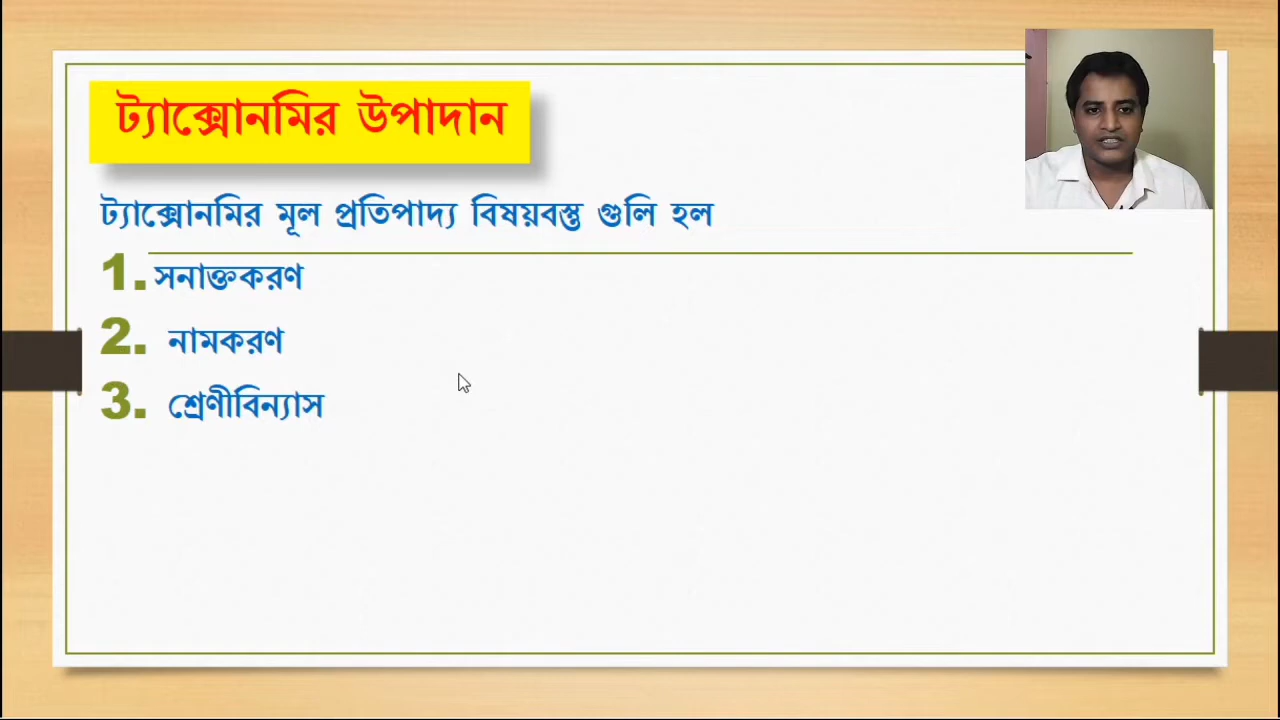 ট্যাক্সোনমির উপাদান
ট্যাক্সোনমির মূল প্রতিপাদ্য বিষয়বস্তু গুলি হল
1. সনাক্তকরণ
2. নামকরণ
3. শ্রেণীবিন্যাস